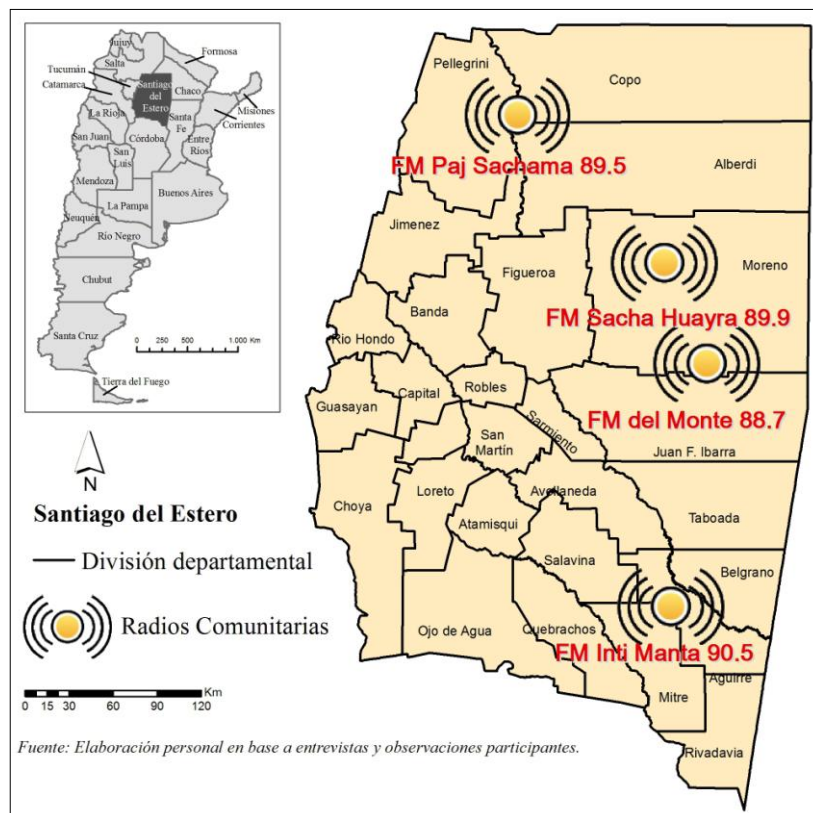 Jujuy
Salta
Formosa
Tucumán
Catamarca
Santiago
del
Estero
Chaco
Misiones
Corrientes
La Rioja
Santa
Fe
San Juan
Córdoba
Entre
Ríos
San
Luis
Mendoza
Buenos Aires
La Pampa
Neuquén
Río Negro
Chubut
Santa Cruz
0 250 500 1.000 Km
Tierra del Fuego
N
Santiago del Estero
División departamental
Radios Comunitarias
Km
0 15 30 60 90 120
Fuente: Elaboración personal en base a entrevistas y observaciones participantes.
Pellegrini
Copo
FM Paj Sachama 89.5
Alberdi
Jimenez
Figueroa
Moreno
Banda
FM Sacha Huayra 89.9
Rio Hondo
Robles
Capital
Guasayan
FM del Monte 88.7
Sarmiento
San
Martín
Juan F. Ibarra
Choya
Loreto
Avellaneda
Taboada
Atamisqui
Salavina
Belgrano
Ojo de Agua
Quebrachos
FM Inti Manta 90.5
Aguirre
Mitre
Rivadavia